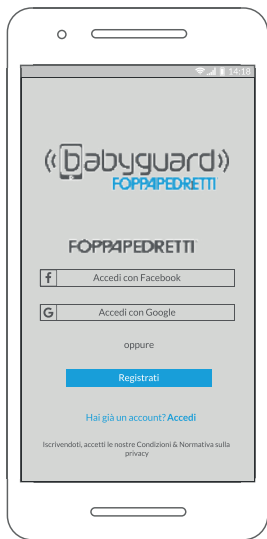 14:18
babyguard
FOPPAPEDRETTI
FOPPAPEDRETTI
f Accedi con Facebook
G Accedi con Google
oppure
Registrati
Hai già un account? Accedi
Iscrivendoti, accetti le nostre Condizioni & Normativa sulla
privacy